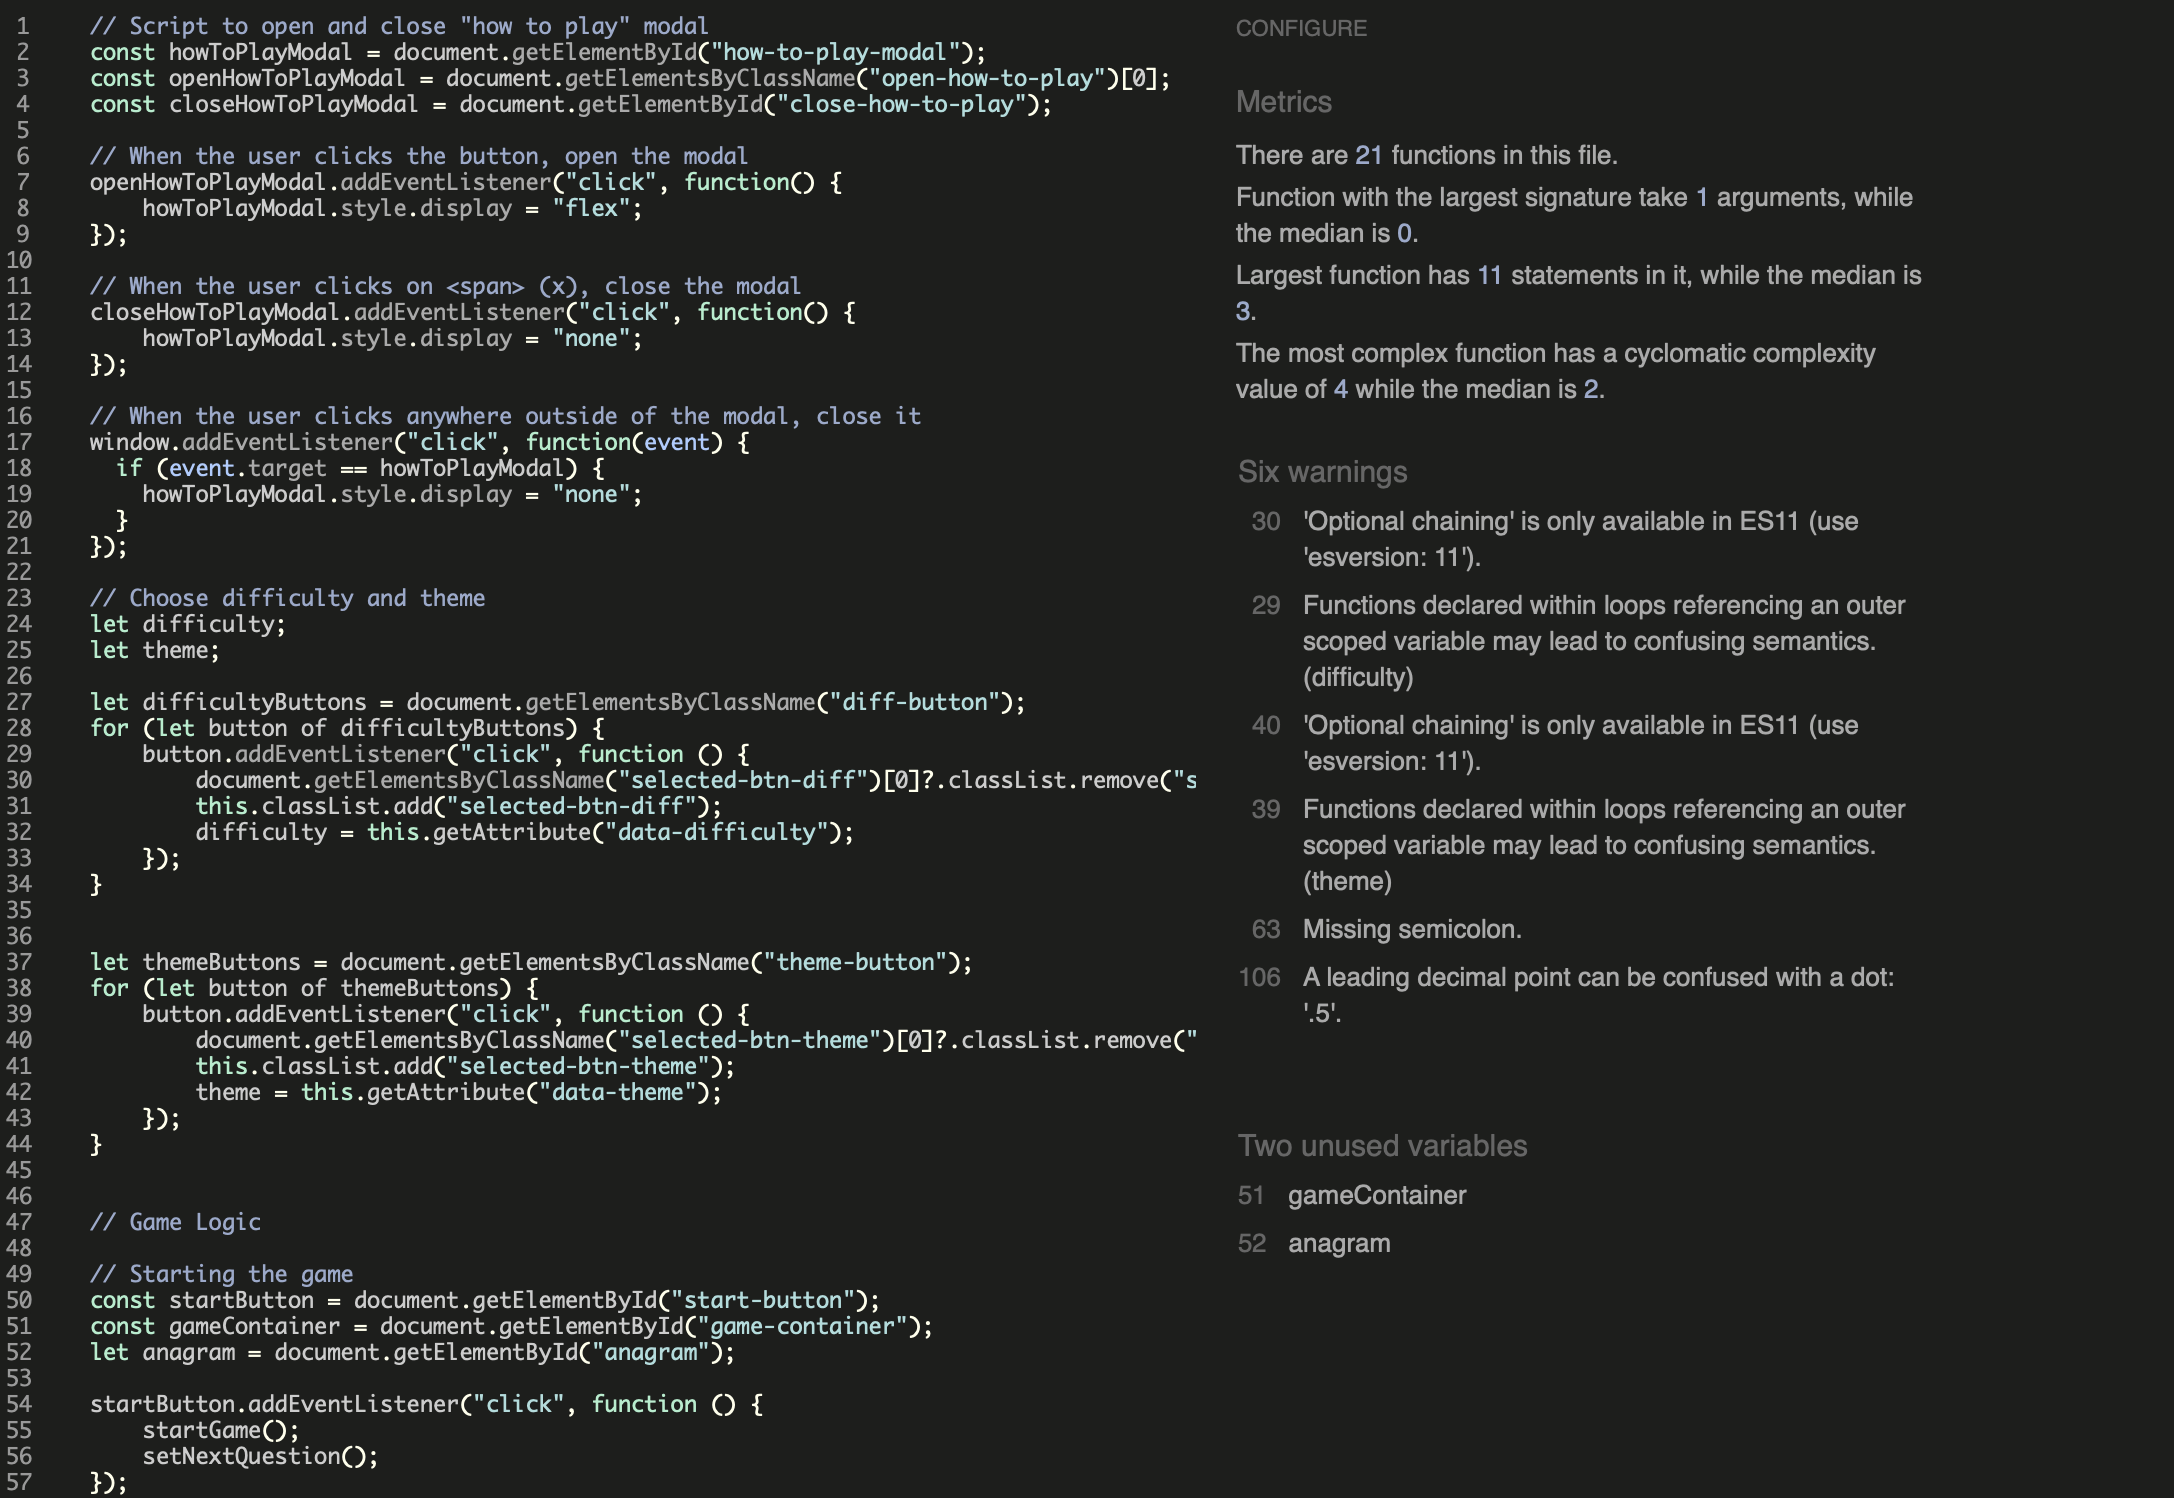 1 // Script to open and close "how to play" modal
2 const howToPlayModal = document.getElementById("how-to-play-modal");
3 const openHowToPlayModal = document.getElementsByClassName("open-how-to-play")[0];
4 const closeHowToPlayModal = document.getElementById("close-how-to-play");
5
6 // When the user clicks the button, open the modal
7 openHowToPlayModal.addEventListener("click", function() {
8     howToPlayModal.style.display = "flex";
9 });
10
11 // When the user clicks on <span> (x), close the modal
12 closeHowToPlayModal.addEventListener("click", function() {
13     howToPlayModal.style.display = "none";
14 });
15
16 // When the user clicks anywhere outside of the modal, close it
17 window.addEventListener("click", function(event) {
18   if (event.target == howToPlayModal) {
19     howToPlayModal.style.display = "none";
20   }
21 });
22
23 // Choose difficulty and theme
24 let difficulty;
25 let theme;
26
27 let difficultyButtons = document.getElementsByClassName("diff-button");
28 for (let button of difficultyButtons) {
29     button.addEventListener("click", function () {
30         document.getElementsByClassName("selected-btn-diff")[0]?.classList.remove("s
31         this.classList.add("selected-btn-diff");
32         difficulty = this.getAttribute("data-difficulty");
33     });
34 }
35
36
37 let themeButtons = document.getElementsByClassName("theme-button");
38 for (let button of themeButtons) {
39     button.addEventListener("click", function () {
40         document.getElementsByClassName("selected-btn-theme")[0]?.classList.remove("
41         this.classList.add("selected-btn-theme");
42         theme = this.getAttribute("data-theme");
43     });
44 }
45
46
47 // Game Logic
48
49 // Starting the game
50 const startButton = document.getElementById("start-button");
51 const gameContainer = document.getElementById("game-container");
52 let anagram = document.getElementById("anagram");
53
54 startButton.addEventListener("click", function () {
55     startGame();
56     setNextQuestion();
57 });
CONFIGURE
Metrics
There are 21 functions in this file.
Function with the largest signature take 1 arguments, while
the median is 0.
Largest function has 11 statements in it, while the median is
3.
The most complex function has a cyclomatic complexity
value of 4 while the median is 2.
Six warnings
30 'Optional chaining' is only available in ES11 (use
'esversion: 11').
29 Functions declared within loops referencing an outer
scoped variable may lead to confusing semantics.
(difficulty)
40 'Optional chaining' is only available in ES11 (use
'esversion: 11').
39 Functions declared within loops referencing an outer
scoped variable may lead to confusing semantics.
(theme)
63 Missing semicolon.
106 A leading decimal point can be confused with a dot:
'.5'.
Two unused variables
51 gameContainer
52 anagram